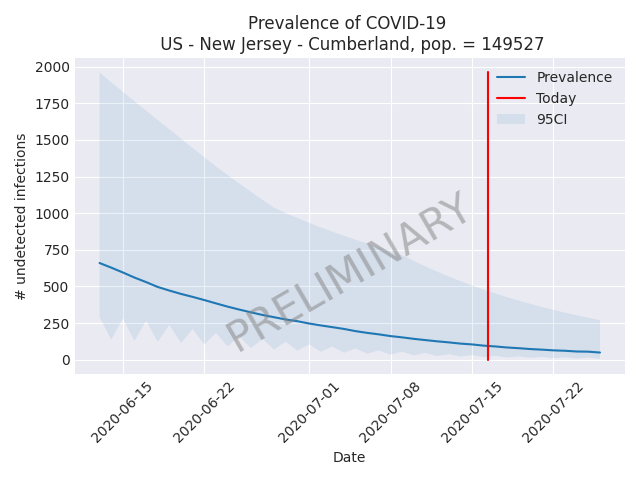 Prevalence of COVID-19
US - New Jersey - Cumberland, pop. = 149527
# undetected infections
2000
1750
1500
1250
1000
750
500
250
0
Prevalence
Today
95CI
PRELIMINARY
2020-06-15
2020-06-22
2020-07-01
2020-07-08
2020-07-15
2020-07-22
Date